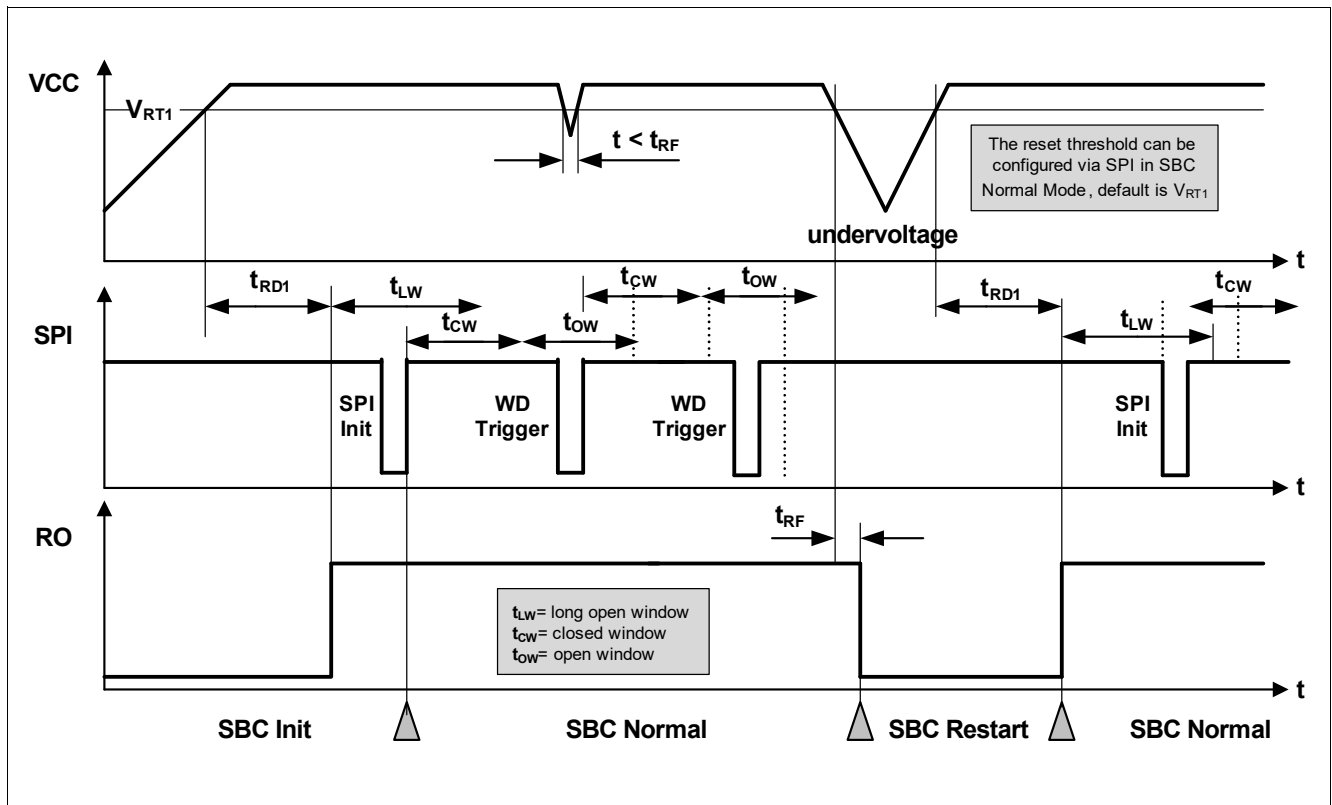 VCC
VRT1
t < tRF
The reset threshold can be
configured via SPI in SBC
Normal Mode, default is VRT1
undervoltage
t
tRD1
tLW
tCW
tOW
tCW
tOW
tRD1
tLW
tCW
SPI
SPI
Init
WD
Trigger
WD
Trigger
SPI
Init
t
RO
tRF
tLW= long open window
tCW= closed window
tOW= open window
t
SBC Init
SBC Normal
SBC Restart
SBC Normal